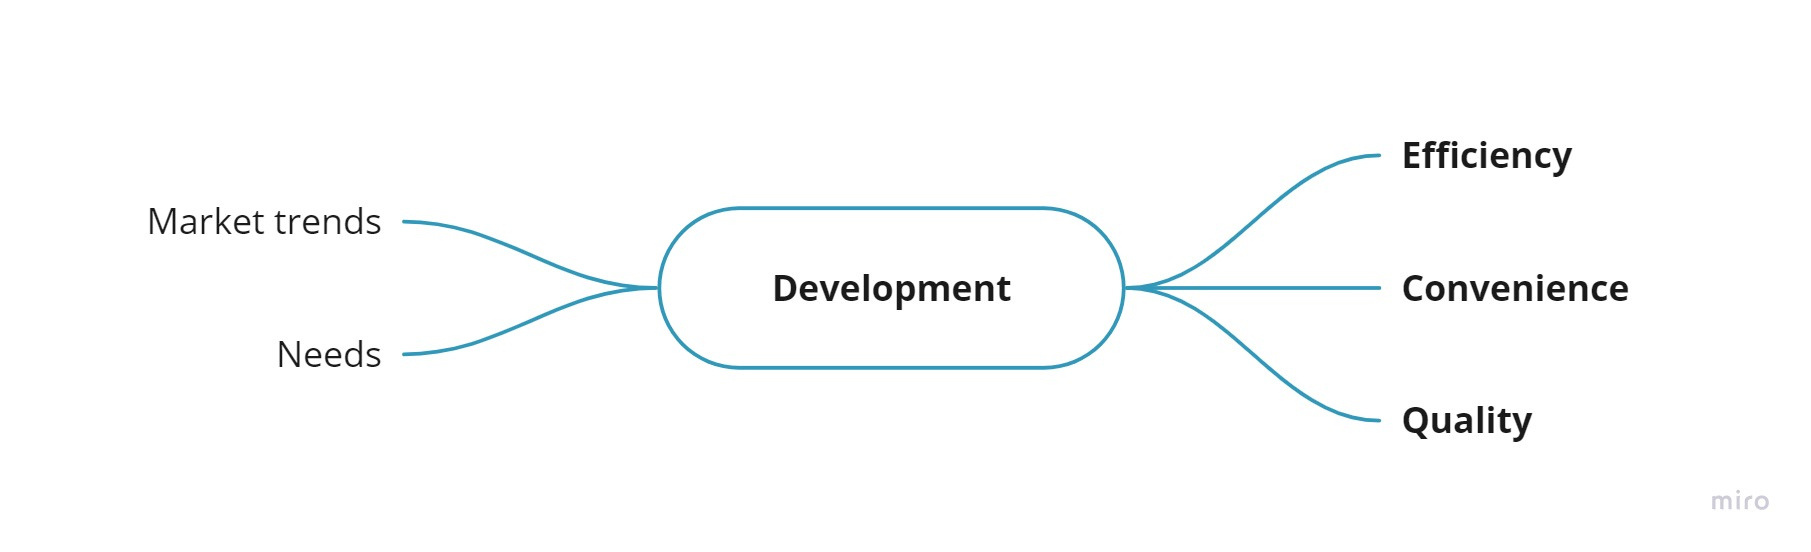 Market trends
Needs
Development
Efficiency
Convenience
Quality
miro